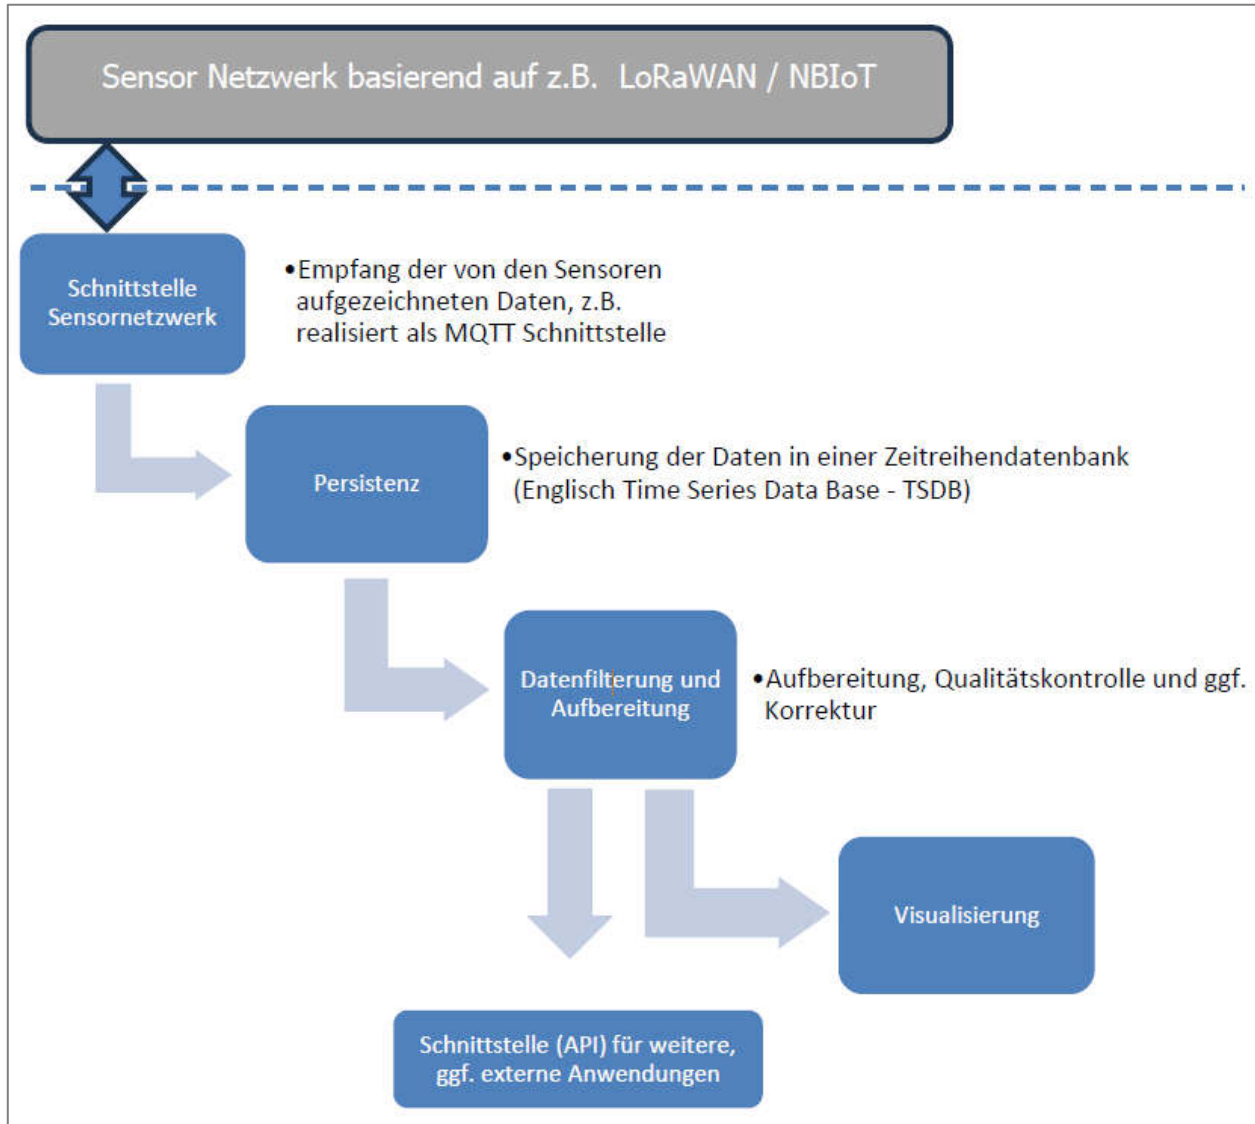 Sensor Netzwerk basierend auf z.B. LoRaWAN / NBIoT
Schnittstelle
Sensornetzwerk
•Empfang der von den Sensoren
aufgezeichneten Daten, z.B.
realisiert als MQTT Schnittstelle
Persistenz
•Speicherung der Daten in einer Zeitreihendatenbank
(Englisch Time Series Data Base - TSDB)
Datenfilterung und
Aufbereitung
•Aufbereitung, Qualitätskontrolle und ggf.
Korrektur
Visualisierung
Schnittstelle (API) für weitere,
ggf. externe Anwendungen